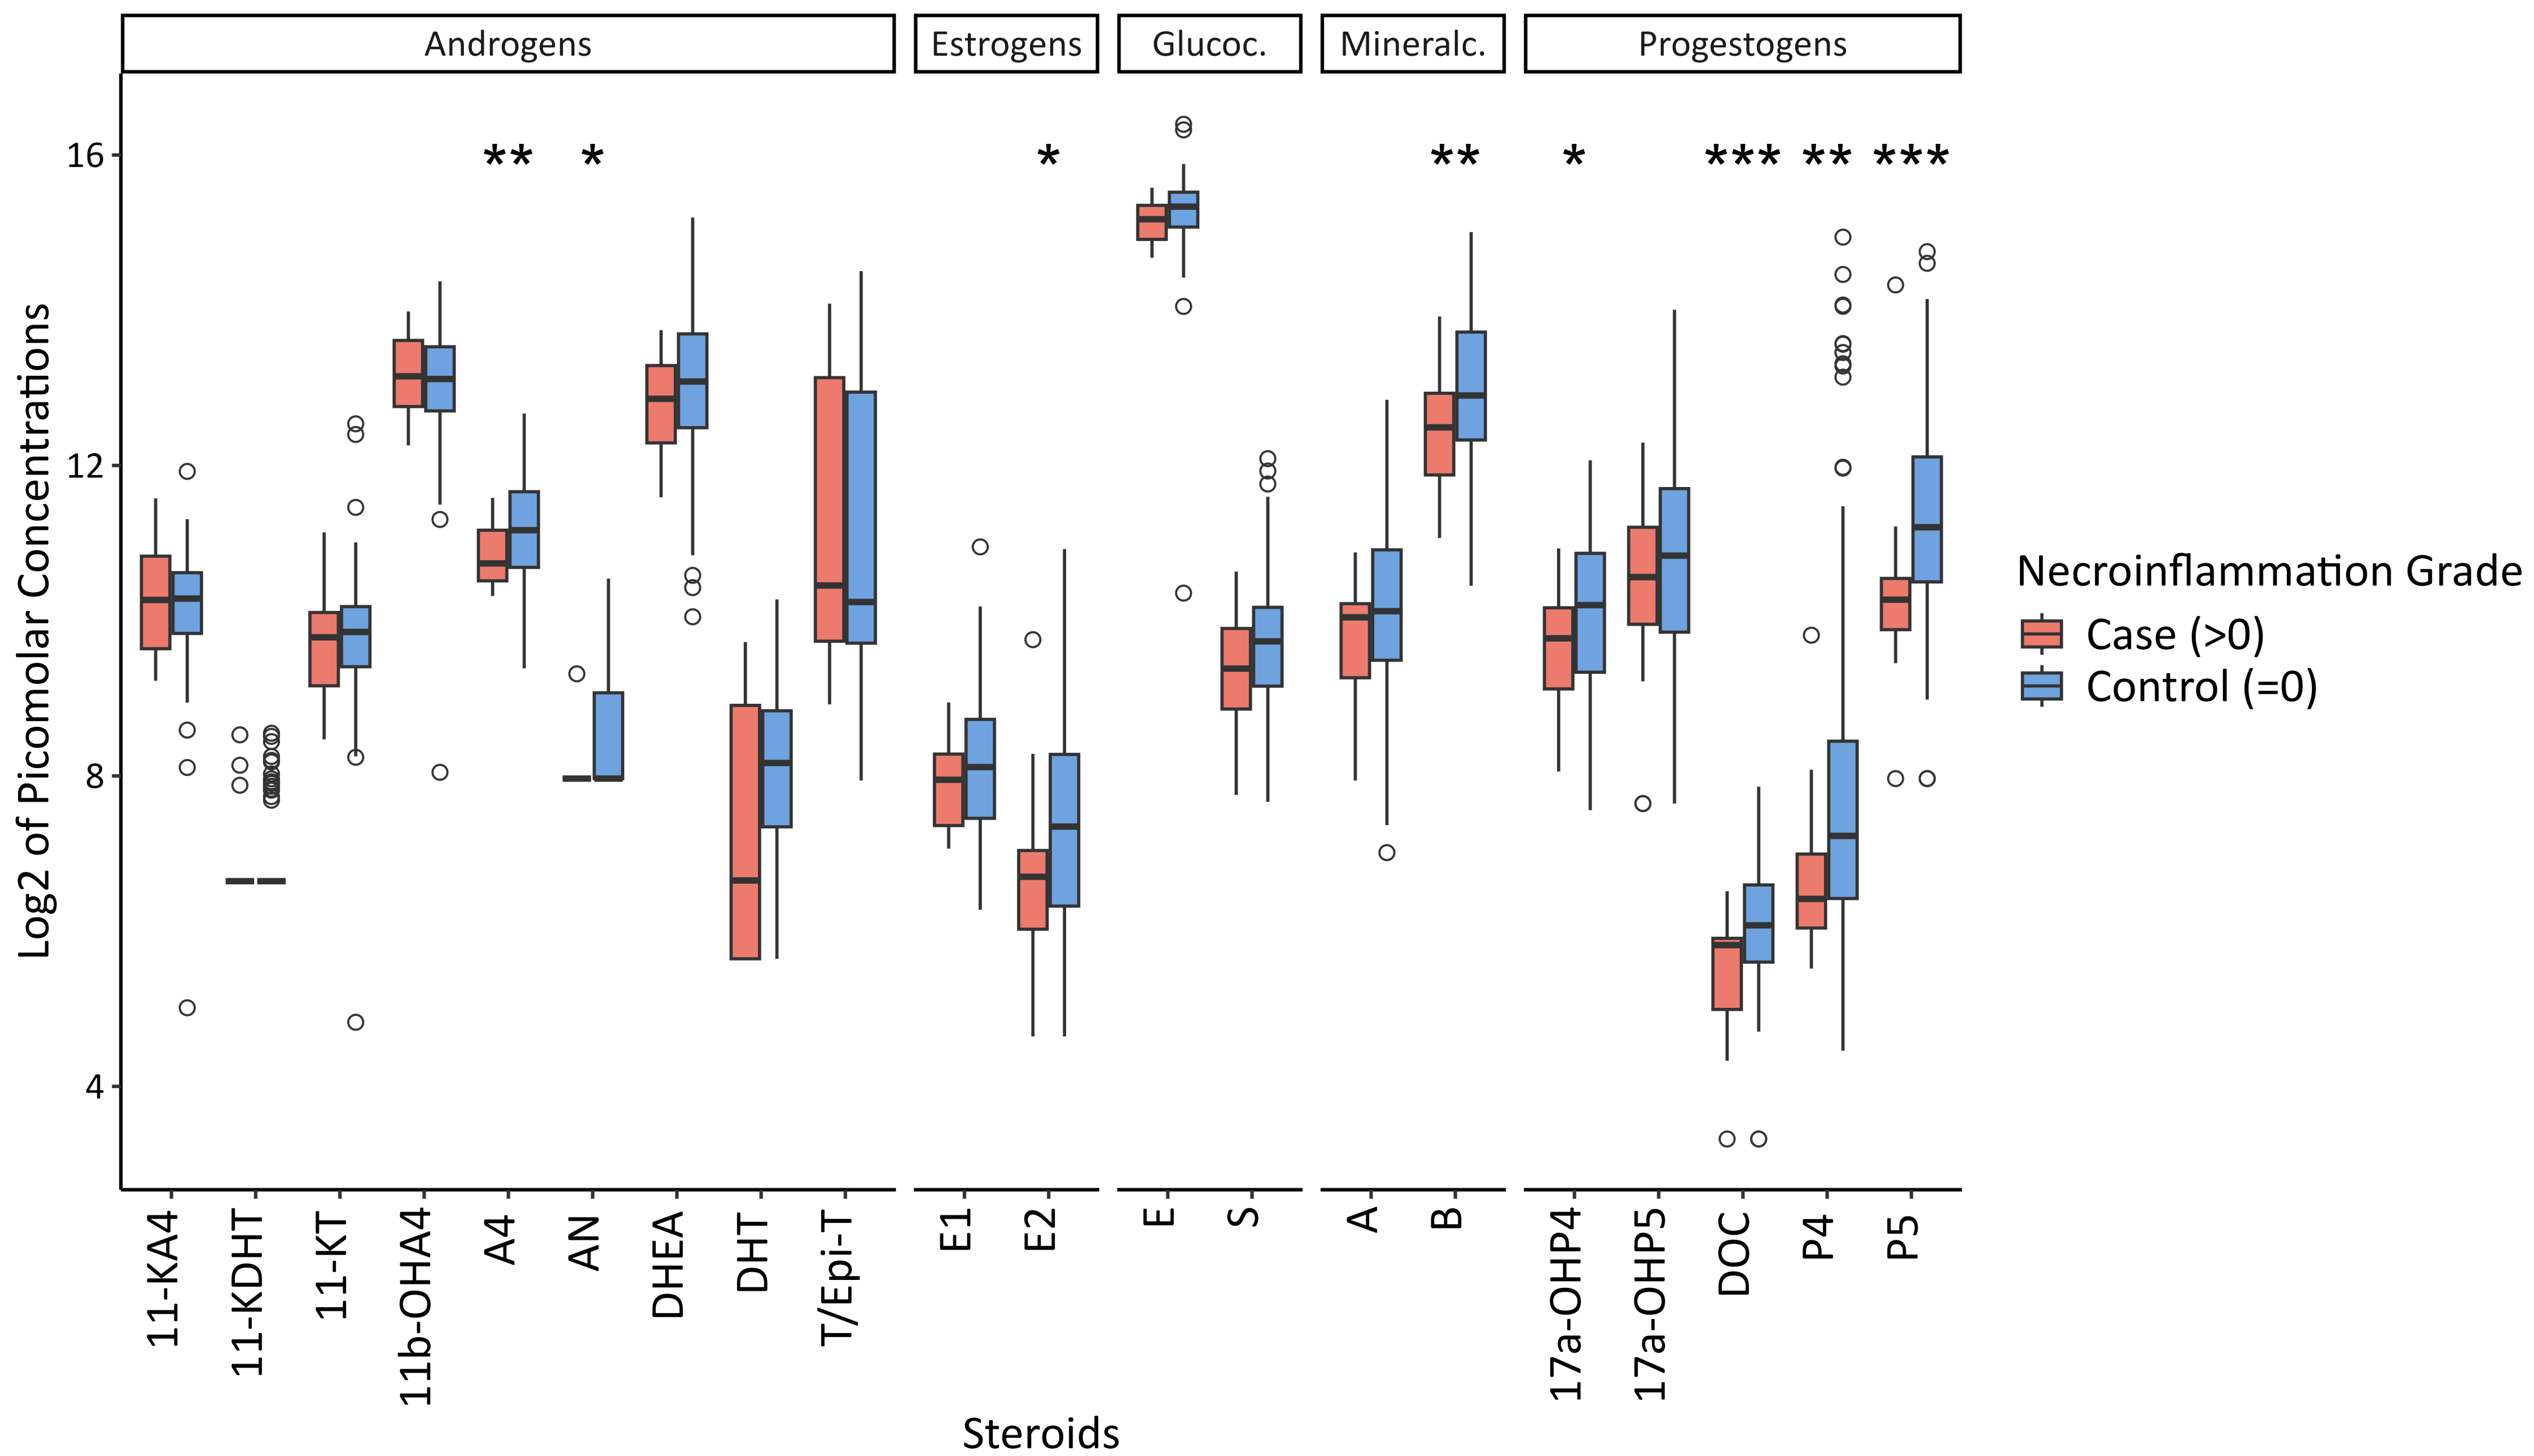 Androgens
Estrogens
Glucoc.
Mineralc.
Progestogens
Log2 of Picomolar Concentrations
16
12
8
4
** * * ** * *** ** ***
11-KA4
11-KDHT
11-KT
11b-OHA4
A4
AN
DHEA
DHT
T/Epi-T
E1
E2
E
S
A
B
17a-OHP4
17a-OHP5
DOC
P4
P5
Steroids
Necroinflammation Grade
Case (>0)
Control (=0)